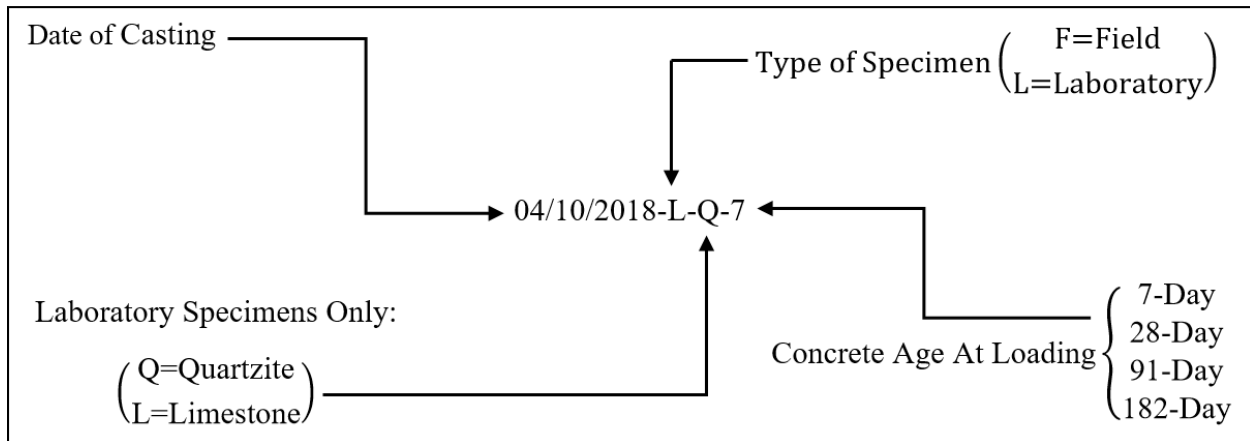 Date of Casting
Type of Specimen
F=Field
L=Laboratory
04/10/2018-L-Q-7
Laboratory Specimens Only:
Q=Quartzite
L=Limestone
Concrete Age At Loading
7-Day
28-Day
91-Day
182-Day